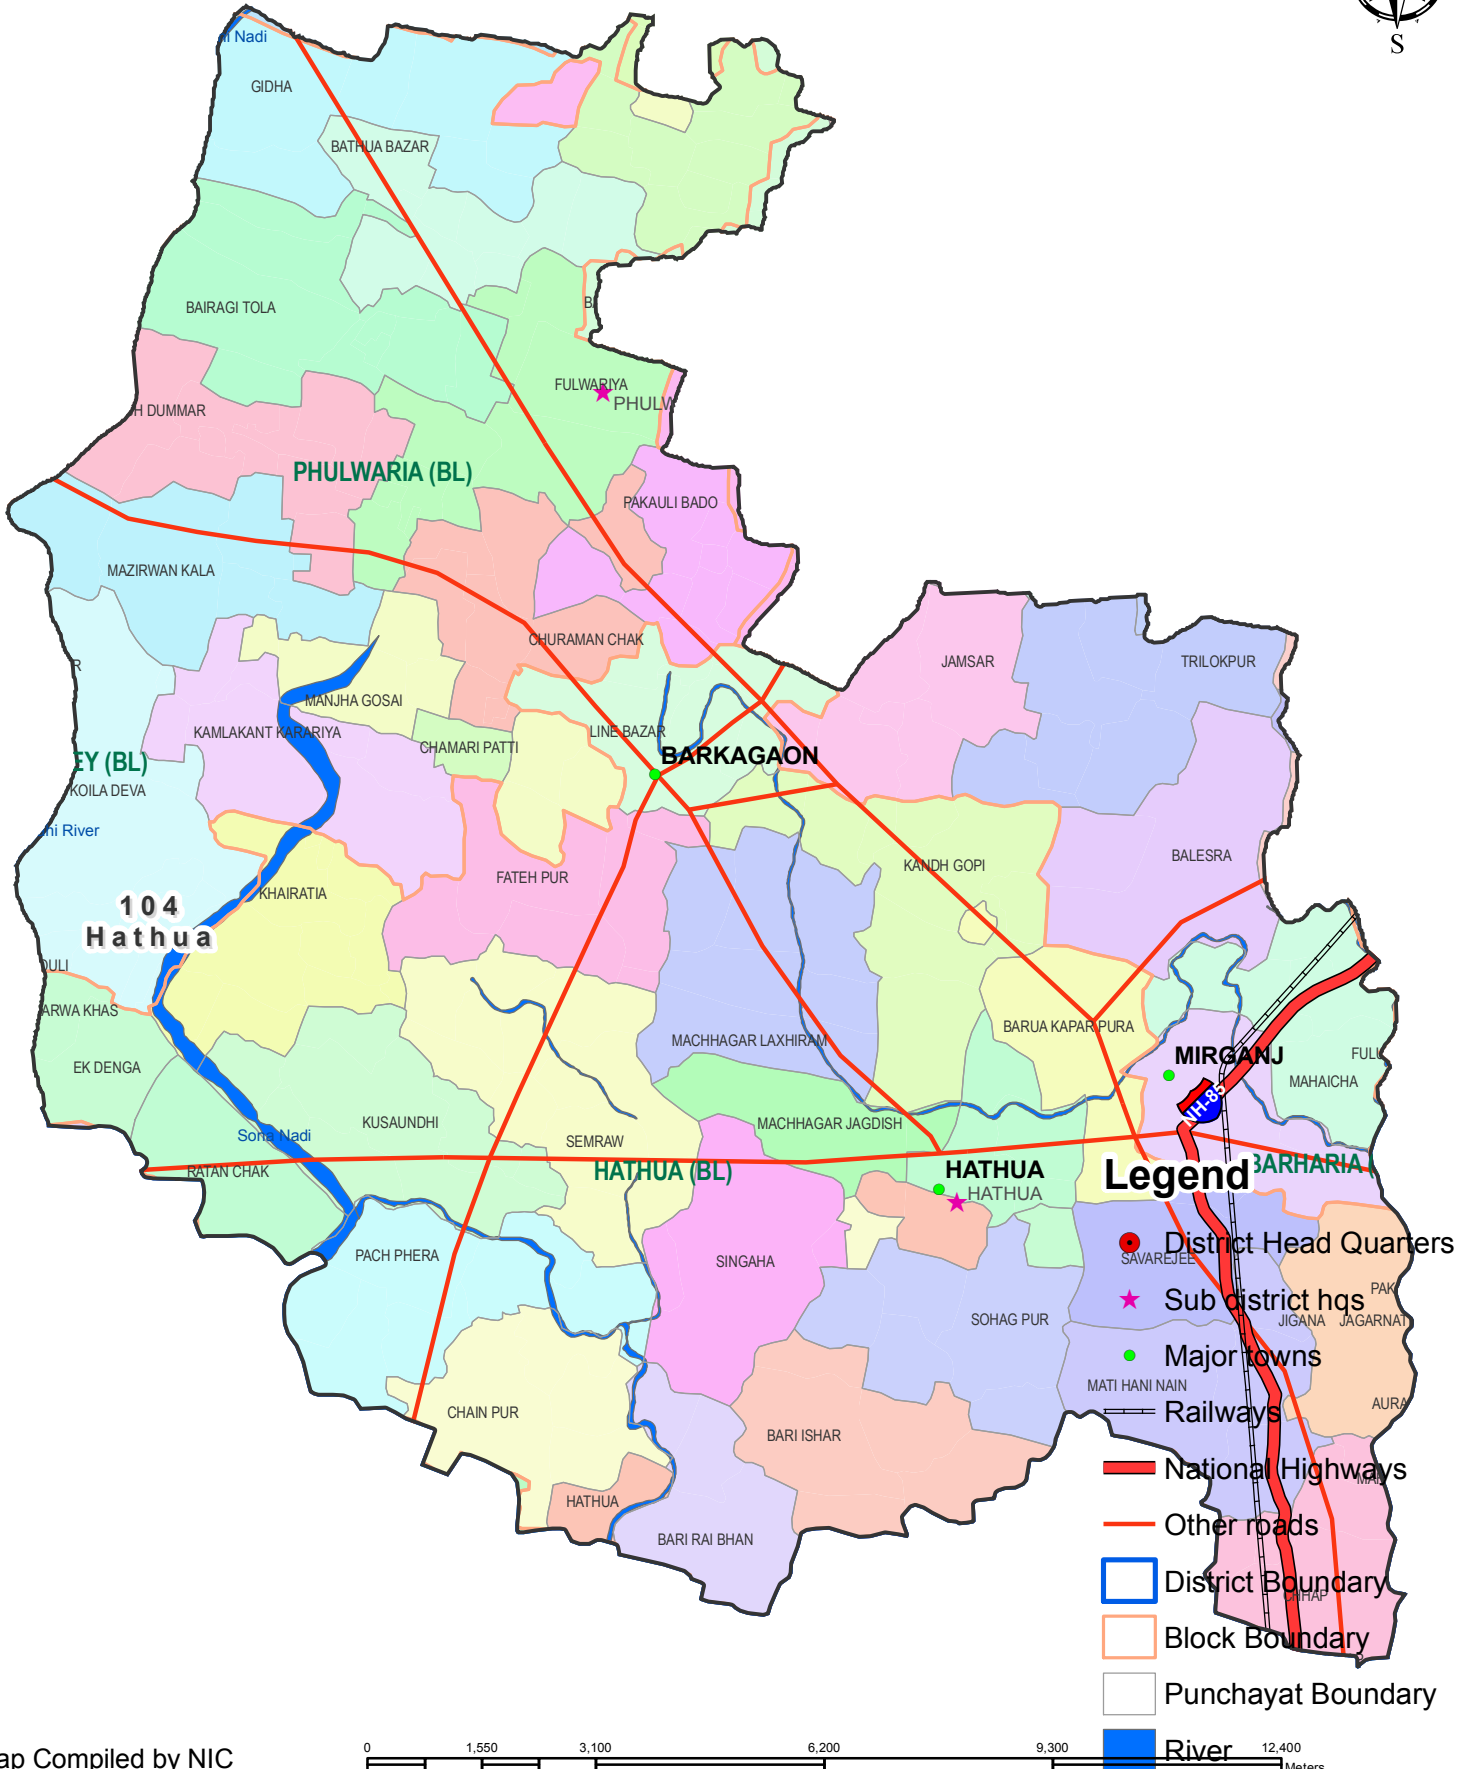 S
Nadi
GIDHA
BATHUA BAZAR
BAIRAGI TOLA
FULWARIYA
PHULW
H DUMMAR
PHULWARIA (BL)
PAKAULI BADO
MAZIRWAN KALA
CHURAMAN CHAK
JAMSAR
TRILOKPUR
R
MANJHA GOSAI
KAMLAKANT KARARIYA
CHAMARI PATTI
LINE BAZAR
BARKAGAON
EY (BL)
KOILA DEVA
hi River
BALESRA
KANDH GOPI
FATEH PUR
KHAIRATIA
104
Hathua
OULI
ARWA KHAS
BARUA KAPAR PURA
MACHHAGAR LAXHIRAM
MIRGANJ
FULU
MAHAICHA
EK DENGA
NH-85
KUSAUNDHI
MACHHAGAR JAGDISH
Sona Nadi
SEMRAW
RATAN CHAK
HATHUA (BL)
HATHUA
HATHUA
BARHARIA (
Legend
PACH PHERA
SINGAHA
District Head Quarters
SAVAREJEE
PAK
Sub district hqs
SOHAG PUR
JIGANA
JAGARNAT
Major towns
MATI HANI NAIN
AURA
CHAIN PUR
Railways
BARI ISHAR
National Highways
HATHUA
Other roads
BARI RAI BHAN
District Boundary
CHHAP
Block Boundary
Punchayat Boundary
River
ap Compiled by NIC
0 1,550 3,100 6,200 9,300 12,400
Meters